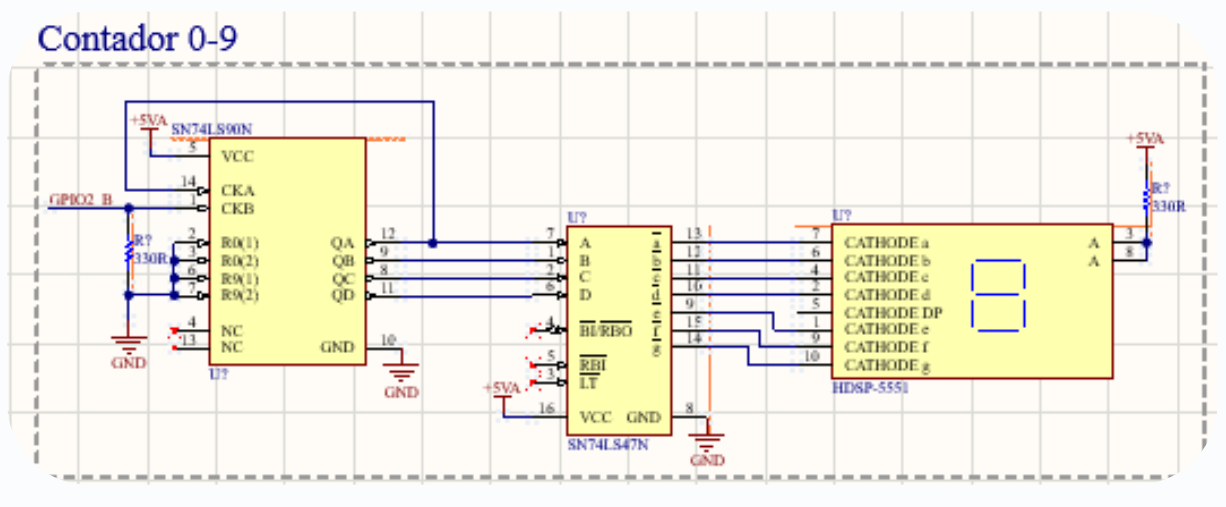 Contador 0-9
+5VA
SN74LS90N
5 VCC
14 CKA
1 CKB
GPIO2_B
R?
330R
2 R0(1) QA 12
3 R0(2) QB 9
6 R9(1) QC 8
7 R9(2) QD 11
4 NC
13 NC GND 10
GND
U?
GND
U?
7 A a 13
1 B b 12
2 C c 11
6 D d 10
e 9
4 BI/RBO f 15
g 14
5 RBI
3 LT
+5VA
16 VCC GND 8
SN74LS47N
GND
U?
7 CATHODE a A 3
6 CATHODE b A 8
4 CATHODE c
2 CATHODE d
5 CATHODE DP
1 CATHODE e
9 CATHODE f
10 CATHODE g
HDSP-5551
+5VA
R?
330R